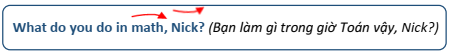 What do you do in math, Nick? (Bạn làm gì trong giờ Toán vậy, Nick?)